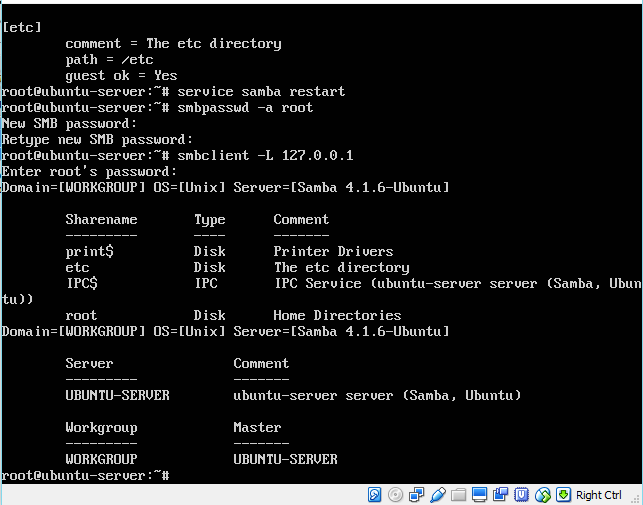 [etc]
comment = The etc directory
path = /etc
guest ok = Yes
root@ubuntu-server:~# service samba restart
root@ubuntu-server:~# smbpasswd -a root
New SMB password:
Retype new SMB password:
root@ubuntu-server:~# smbclient -L 127.0.0.1
Enter root's password:
Domain=[WORKGROUP] OS=[Unix] Server=[Samba 4.1.6-Ubuntu]
Sharename Type Comment
--------- ---- -------
print$ Disk Printer Drivers
etc Disk The etc directory
IPC$ IPC IPC Service (ubuntu-server server (Samba, Ubun
tu))
root Disk Home Directories
Domain=[WORKGROUP] OS=[Unix] Server=[Samba 4.1.6-Ubuntu]
Server Comment
--------- -------
UBUNTU-SERVER ubuntu-server server (Samba, Ubuntu)
Workgroup Master
--------- -------
WORKGROUP UBUNTU-SERVER
root@ubuntu-server:~#
Right Ctrl